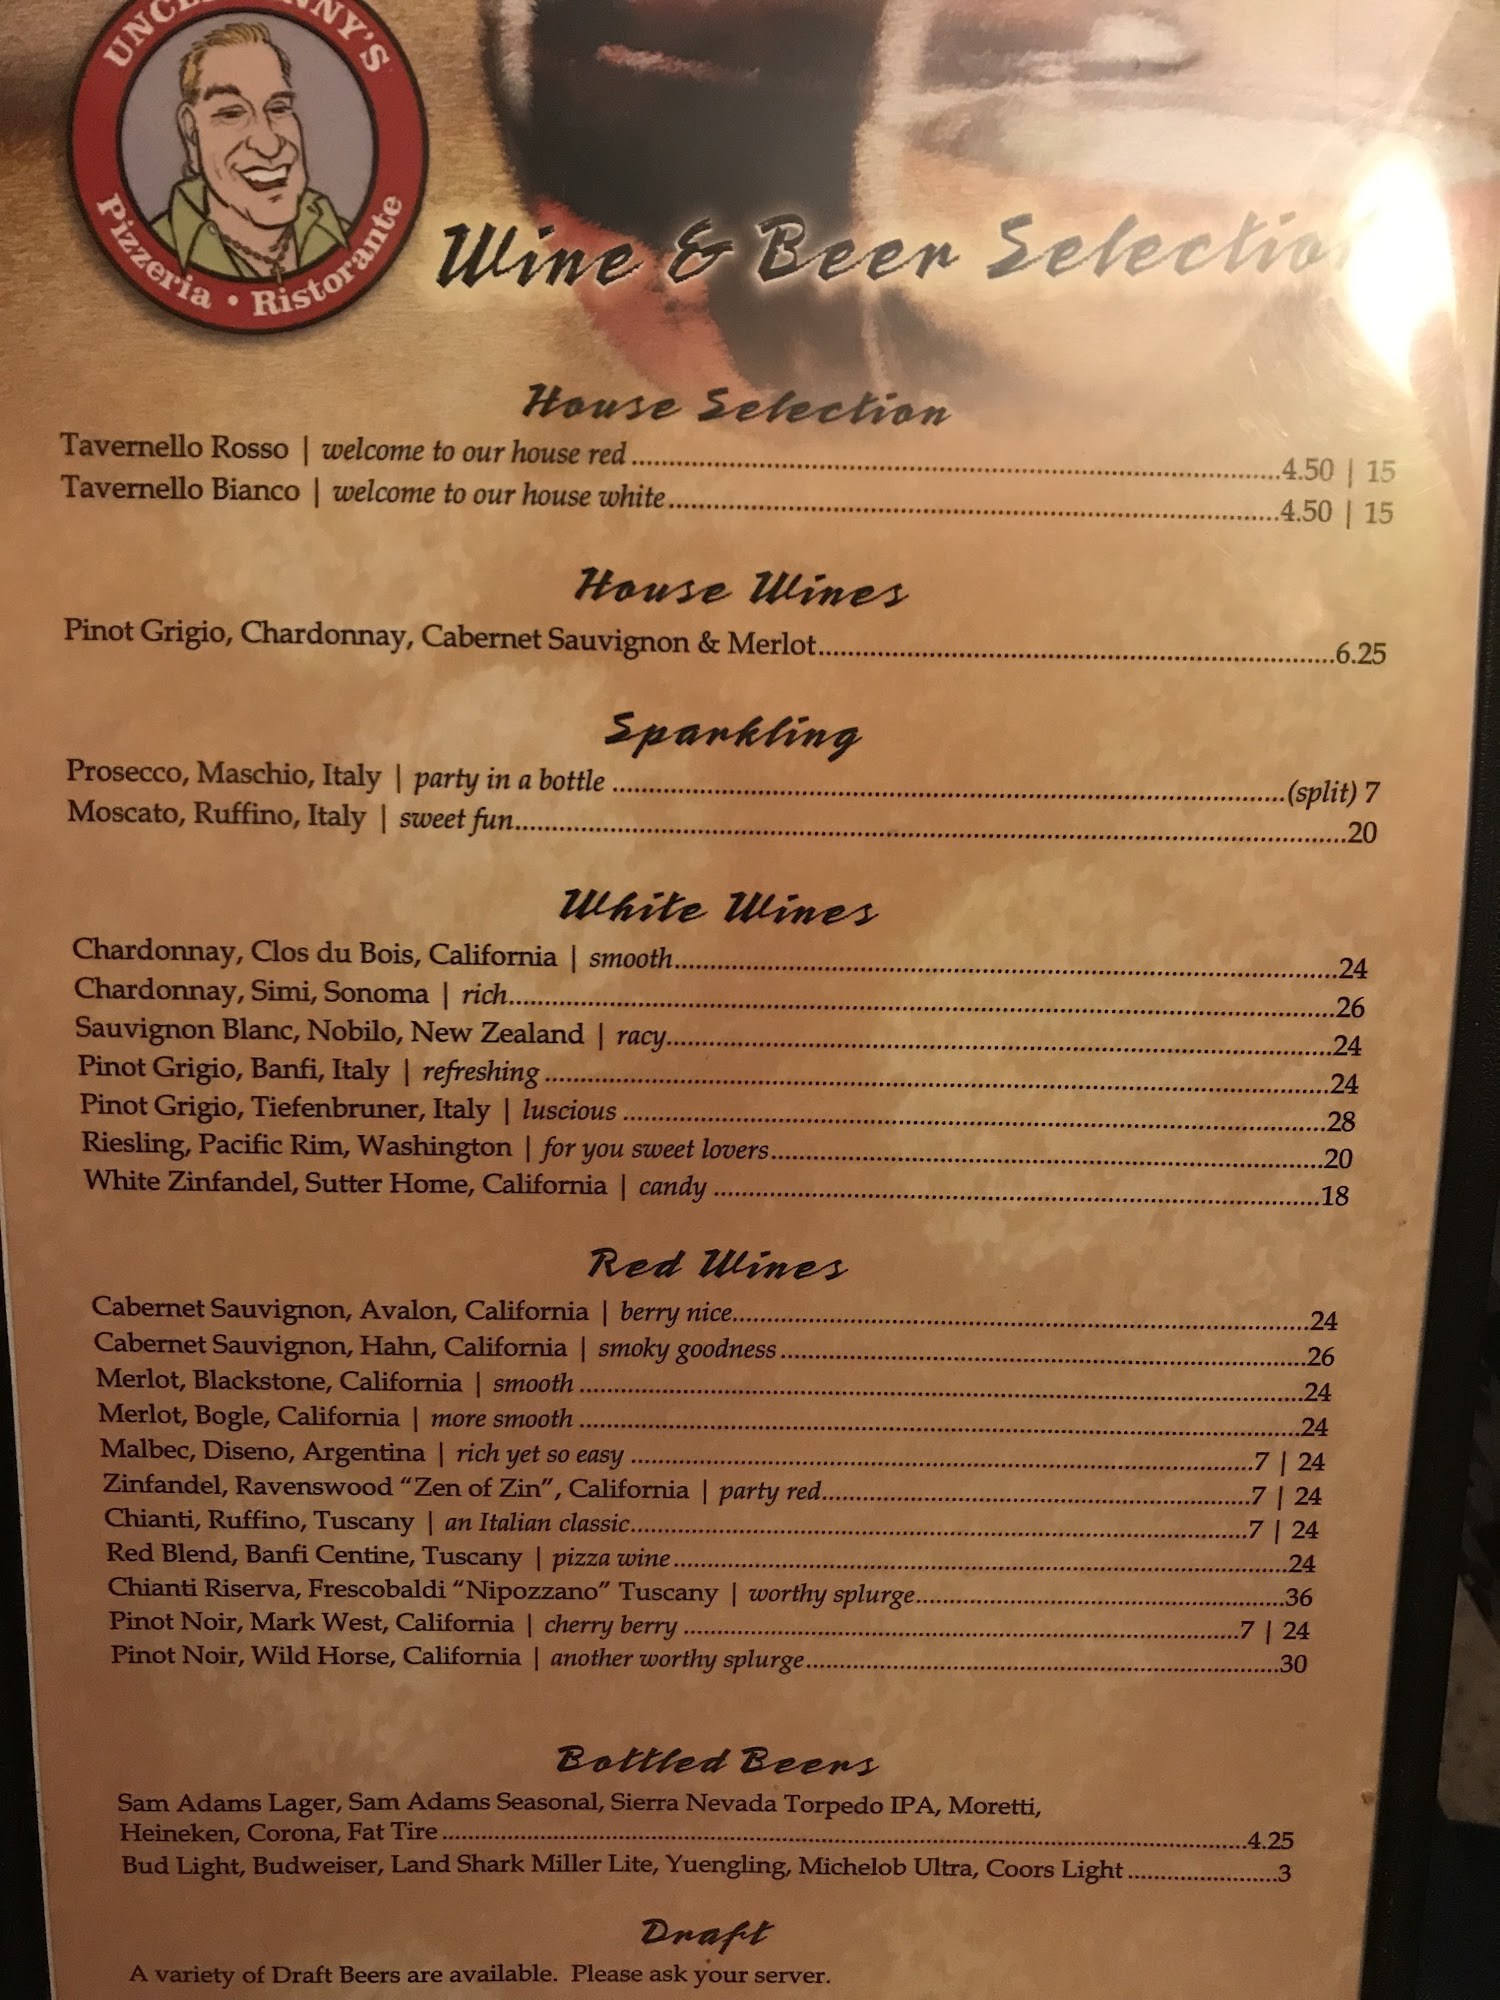 Pizzeria • Ristorante
Wine & Beer Selection
House Selection
Tavernello Rosso | welcome to our house red ....4.50 | 15
Tavernello Bianco | welcome to our house white....4.50 | 15
House Wines
Pinot Grigio, Chardonnay, Cabernet Sauvignon & Merlot....6.25
Sparkling
Prosecco, Maschio, Italy | party in a bottle ....(split) 7
Moscato, Ruffino, Italy | sweet fun....20
White Wines
Chardonnay, Clos du Bois, California | smooth....24
Chardonnay, Simi, Sonoma | rich....26
Sauvignon Blanc, Nobilo, New Zealand | racy....24
Pinot Grigio, Banfi, Italy | refreshing ....24
Pinot Grigio, Tiefenbruner, Italy | luscious ....28
Riesling, Pacific Rim, Washington | for you sweet lovers....20
White Zinfandel, Sutter Home, California | candy ....18
Red Wines
Cabernet Sauvignon, Avalon, California | berry nice....24
Cabernet Sauvignon, Hahn, California | smoky goodness ....26
Merlot, Blackstone, California | smooth ....24
Merlot, Bogle, California | more smooth ....24
Malbec, Diseno, Argentina | rich yet so easy ....7 | 24
Zinfandel, Ravenswood “Zen of Zin”, California | party red....7 | 24
Chianti, Ruffino, Tuscany | an Italian classic....7 | 24
Red Blend, Banfi Centine, Tuscany | pizza wine ....24
Chianti Riserva, Frescobaldi “Nipozzano” Tuscany | worthy splurge....36
Pinot Noir, Mark West, California | cherry berry ....7 | 24
Pinot Noir, Wild Horse, California | another worthy splurge....30
Bottled Beers
Sam Adams Lager, Sam Adams Seasonal, Sierra Nevada Torpedo IPA, Moretti,
Heineken, Corona, Fat Tire ....4.25
Bud Light, Budweiser, Land Shark Miller Lite, Yuengling, Michelob Ultra, Coors Light ....3
Draft
A variety of Draft Beers are available. Please ask your server.